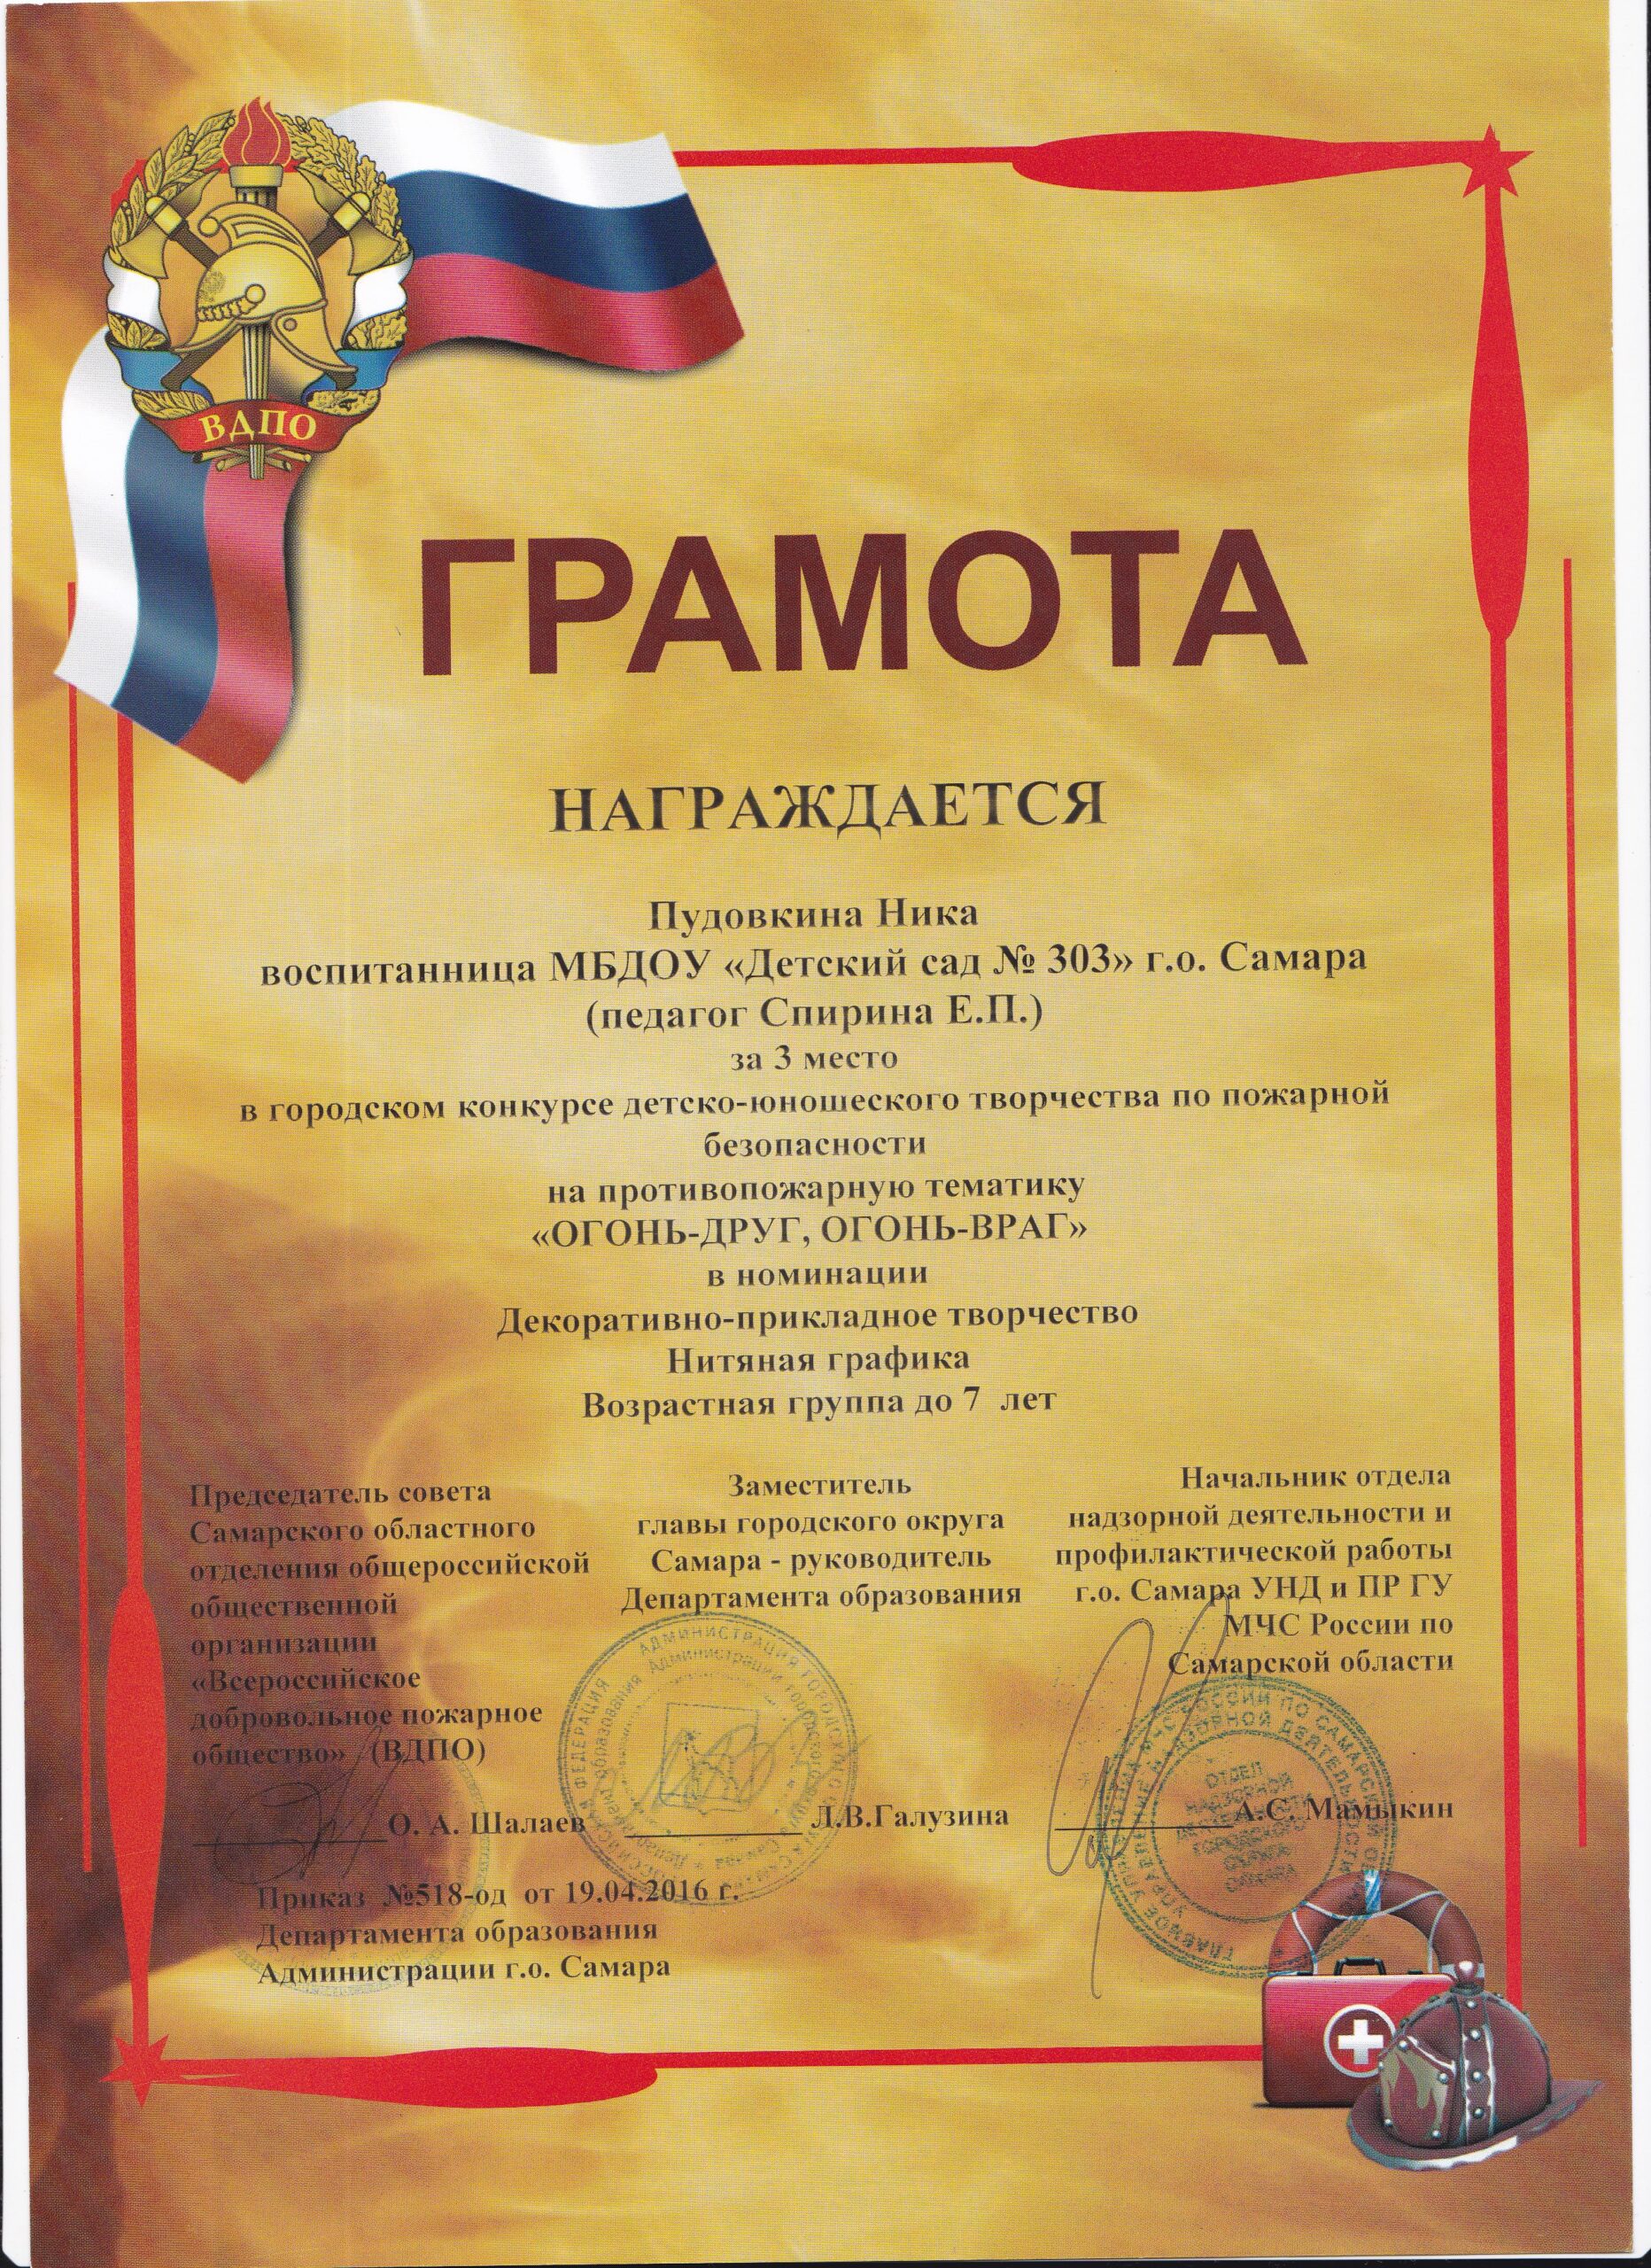 ВДПО
ГРАМОТА
НАГРАЖДАЕТСЯ
Пудовкина Ника
воспитанница МБДОУ «Детский сад № 303» г.о. Самара
(педагог Спирина Е.П.)
за 3 место
в городском конкурсе детско-юношеского творчества по пожарной
безопасности
на противопожарную тематику
«ОГОНЬ-ДРУГ, ОГОНЬ-ВРАГ»
в номинации
Декоративно-прикладное творчество
Нитяная графика
Возрастная группа до 7 лет
Председатель совета
Самарского областного
отделения общероссийской
общественной
организации
«Всероссийское
добровольное пожарное
общество» (ВДПО)
О. А. Шалаев
Заместитель
главы городского округа
Самара - руководитель
Департамента образования
Л.В.Галузина
Начальник отдела
надзорной деятельности и
профилактической работы
г.о. Самара УНД и ПР ГУ
МЧС России по
Самарской области
А.С. Мамыкин
Приказ №518-од от 19.04.2016 г.
Департамента образования
Администрации г.о. Самара